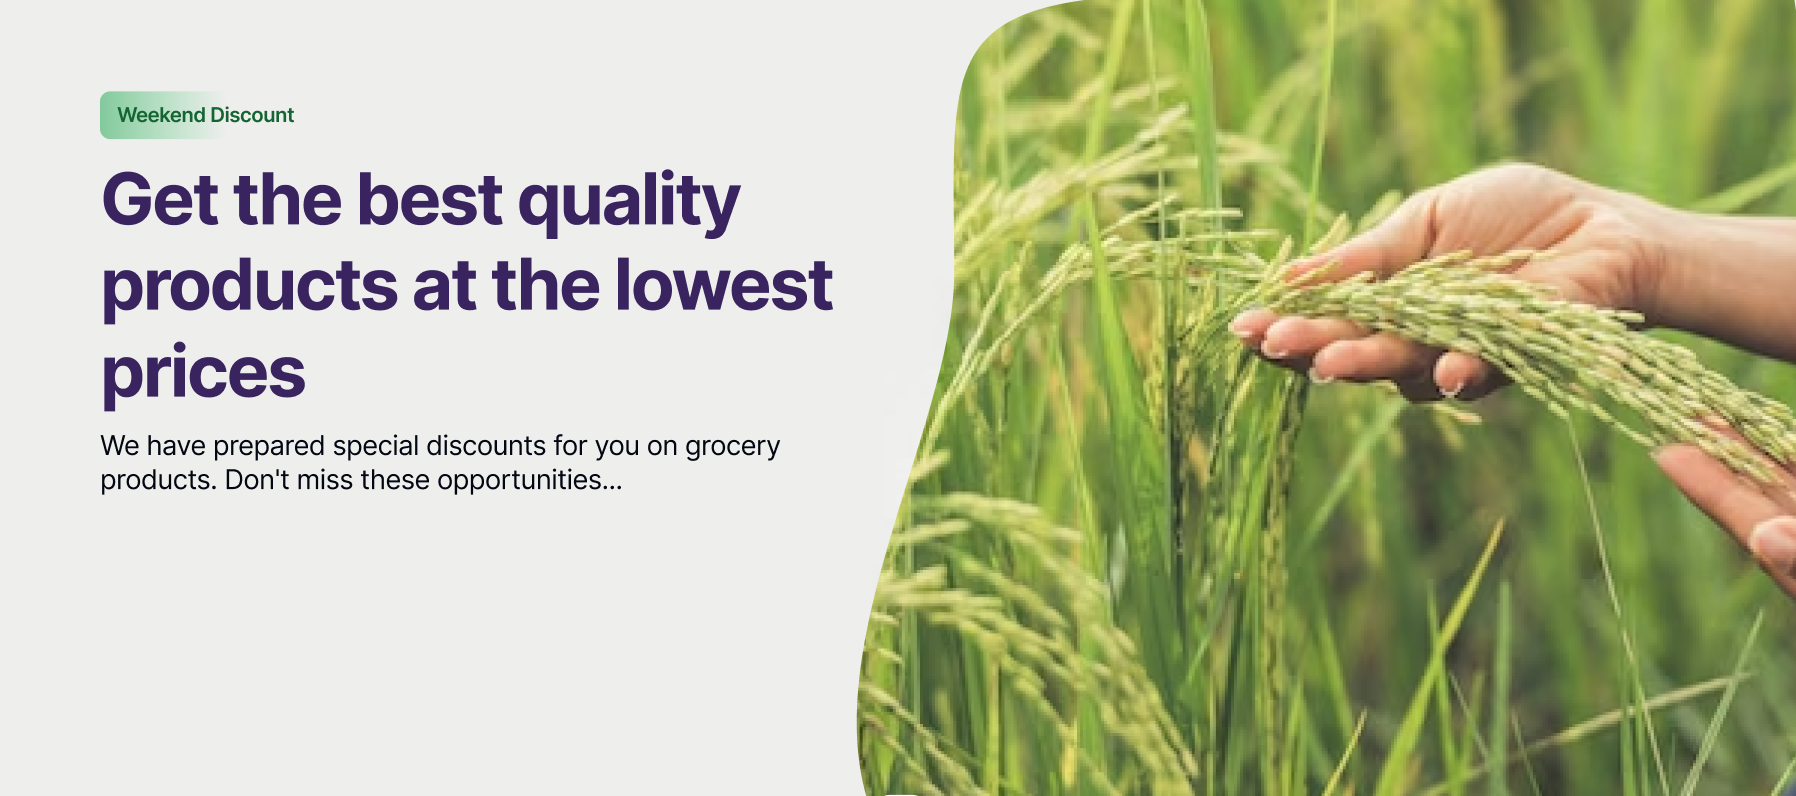 Weekend Discount
Get the best quality
products at the lowest
prices
We have prepared special discounts for you on grocery
products. Don't miss these opportunities...